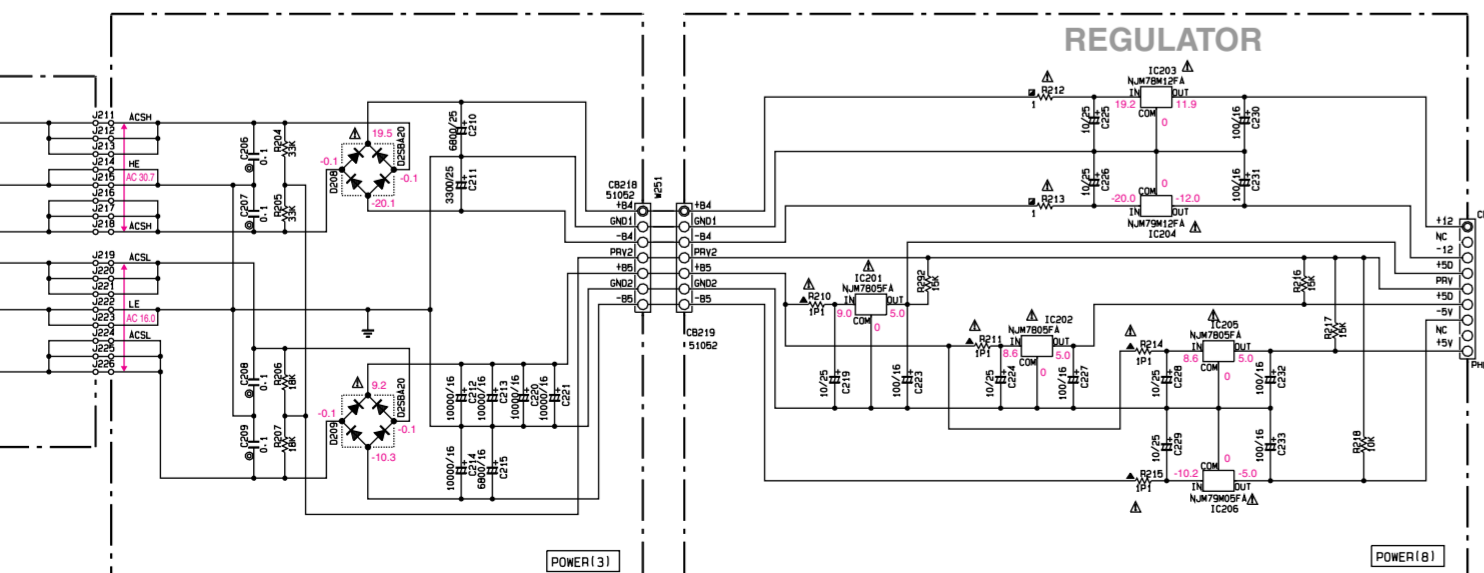 REGULATOR
J211
ACSH
J212
J213
J214
HE
J215
AC 30.7
J216
J217
J218
ACSH
J219
ACSL
J220
J221
J222
LE
J223
AC 16.0
J224
ACSL
J225
J226
C206
0.1
R204
33K
C207
0.1
R205
33K
19.5
-0.1
-0.1
-20.1
D208
D2SBA20
6800/25
C210
3300/25
C211
C208
0.1
R206
18K
C209
0.1
R207
18K
9.2
-0.1
-0.1
-10.3
D209
D2SBA20
10000/16
C212
10000/16
C213
10000/16
C220
10000/16
C221
10000/16
C214
6800/16
C215
CB218
51052
W251
+B4
GND1
-B4
PRV2
+B5
GND2
-B5
+B4
GND1
-B4
PRV2
+B5
GND2
-B5
CB219
51052
POWER(3)
R212
1
IC203
NJM78M12FA
IN
OUT
19.2
11.9
COM
0
10/25
C225
100/16
C230
R213
1
10/25
C226
100/16
C231
0
COM
-20.0
-12.0
IN
OUT
NJM79M12FA
IC204
R210
1P1
IC201
NJM7805FA
IN
OUT
9.0
5.0
COM
0
R292
15K
10/25
C219
100/16
C223
R211
1P1
IC202
NJM7805FA
IN
OUT
8.6
5.0
COM
0
10/25
C224
100/16
C227
R214
1P1
IC205
NJM7805FA
IN
OUT
8.6
5.0
COM
0
10/25
C228
100/16
C232
R215
1P1
10/25
C229
100/16
C233
0
COM
-10.2
-5.0
IN
OUT
NJM79M05FA
IC206
R216
15K
R217
15K
R218
10K
+12
NC
-12
+5D
PRV
+5D
-5V
NC
+5V
PH
POWER(8)